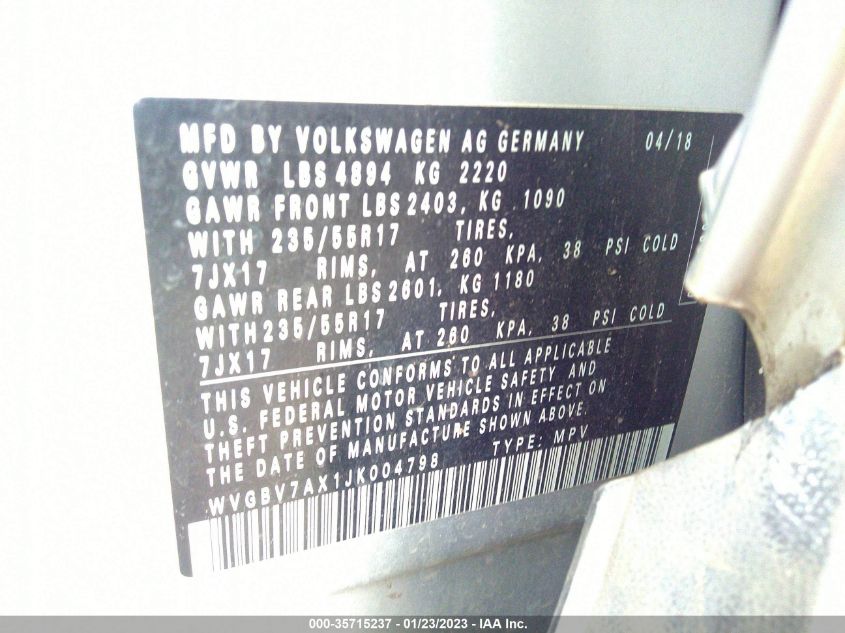 MFD BY VOLKSWAGEN AG GERMANY 04/18
GVWR LBS 4894 KG 2220
GAWR FRONT LBS 2403, KG 1090
WITH 235/55R17 TIRES,
7JX17 RIMS, AT 260 KPA, 38 PSI COLD
GAWR REAR LBS 2601, KG 1180
WITH 235/55R17 TIRES,
7JX17 RIMS, AT 260 KPA, 38 PSI COLD
THIS VEHICLE CONFORMS TO ALL APPLICABLE
U.S. FEDERAL MOTOR VEHICLE SAFETY AND
THEFT PREVENTION STANDARDS IN EFFECT ON
THE DATE OF MANUFACTURE SHOWN ABOVE.
WVGBV7AX1JK004798 TYPE: MPV
000-35715237 - 01/23/2023 - IAA Inc.